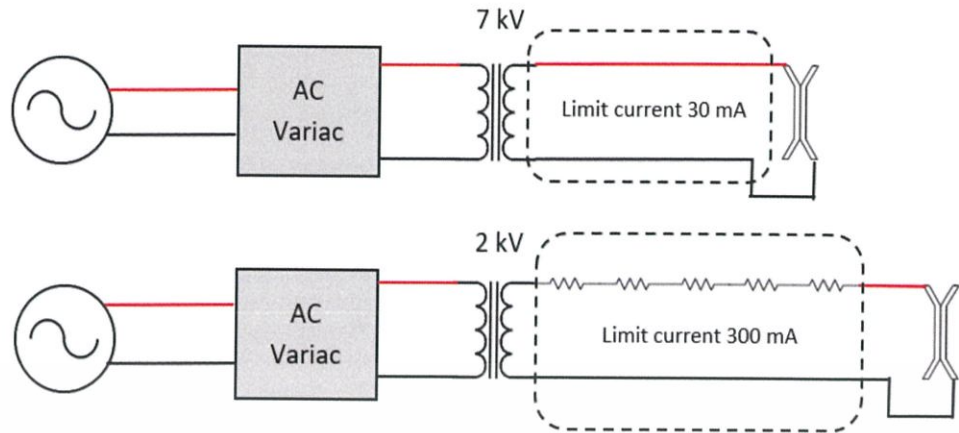 7 kV
AC
Variac
Limit current 30 mA
2 kV
AC
Variac
Limit current 300 mA